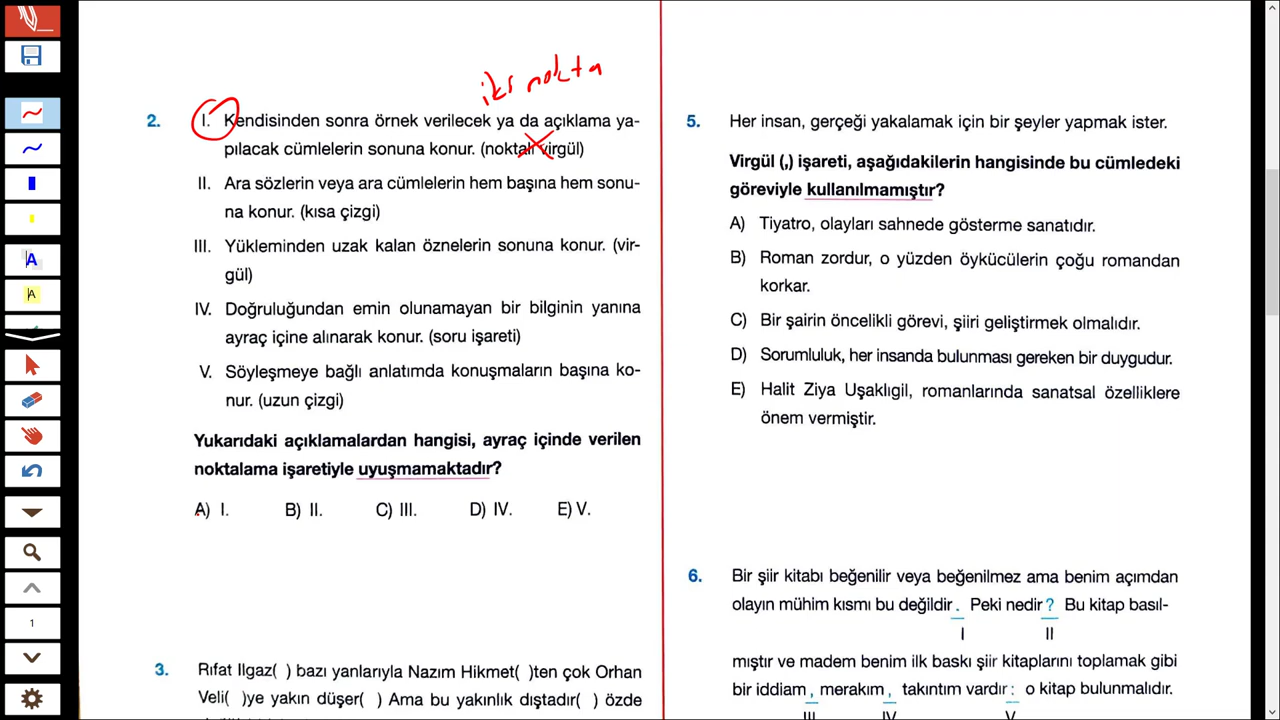 iki nokta
2. I. Kendisinden sonra örnek verilecek ya da açıklama ya-
pılacak cümlelerin sonuna konur. (noktalı virgül)
II. Ara sözlerin veya ara cümlelerin hem başına hem sonu-
na konur. (kısa çizgi)
III. Yükleminden uzak kalan öznelerin sonuna konur. (vir-
gül)
IV. Doğruluğundan emin olunamayan bir bilginin yanına
ayraç içine alınarak konur. (soru işareti)
V. Söyleşmeye bağlı anlatımda konuşmaların başına ko-
nur. (uzun çizgi)
Yukarıdaki açıklamalardan hangisi, ayraç içinde verilen
noktalama işaretiyle uyuşmamaktadır?
A) I. B) II. C) III. D) IV. E) V.
3. Rıfat Ilgaz( ) bazı yanlarıyla Nazım Hikmet( )ten çok Orhan
Veli( )ye yakın düşer( ) Ama bu yakınlık dıştadır( ) özde
5. Her insan, gerçeği yakalamak için bir şeyler yapmak ister.
Virgül (,) işareti, aşağıdakilerin hangisinde bu cümledeki
göreviyle kullanılmamıştır?
A) Tiyatro, olayları sahnede gösterme sanatıdır.
B) Roman zordur, o yüzden öykücülerin çoğu romandan
korkar.
C) Bir şairin öncelikli görevi, şiiri geliştirmek olmalıdır.
D) Sorumluluk, her insanda bulunması gereken bir duygudur.
E) Halit Ziya Uşaklıgil, romanlarında sanatsal özelliklere
önem vermiştir.
6. Bir şiir kitabı beğenilir veya beğenilmez ama benim açımdan
olayın mühim kısmı bu değildir. Peki nedir? Bu kitap basıl-
I II
mıştır ve madem benim ilk baskı şiir kitaplarını toplamak gibi
bir iddiam, merakım, takıntım vardır: o kitap bulunmalıdır.
III IV V
A
A
1